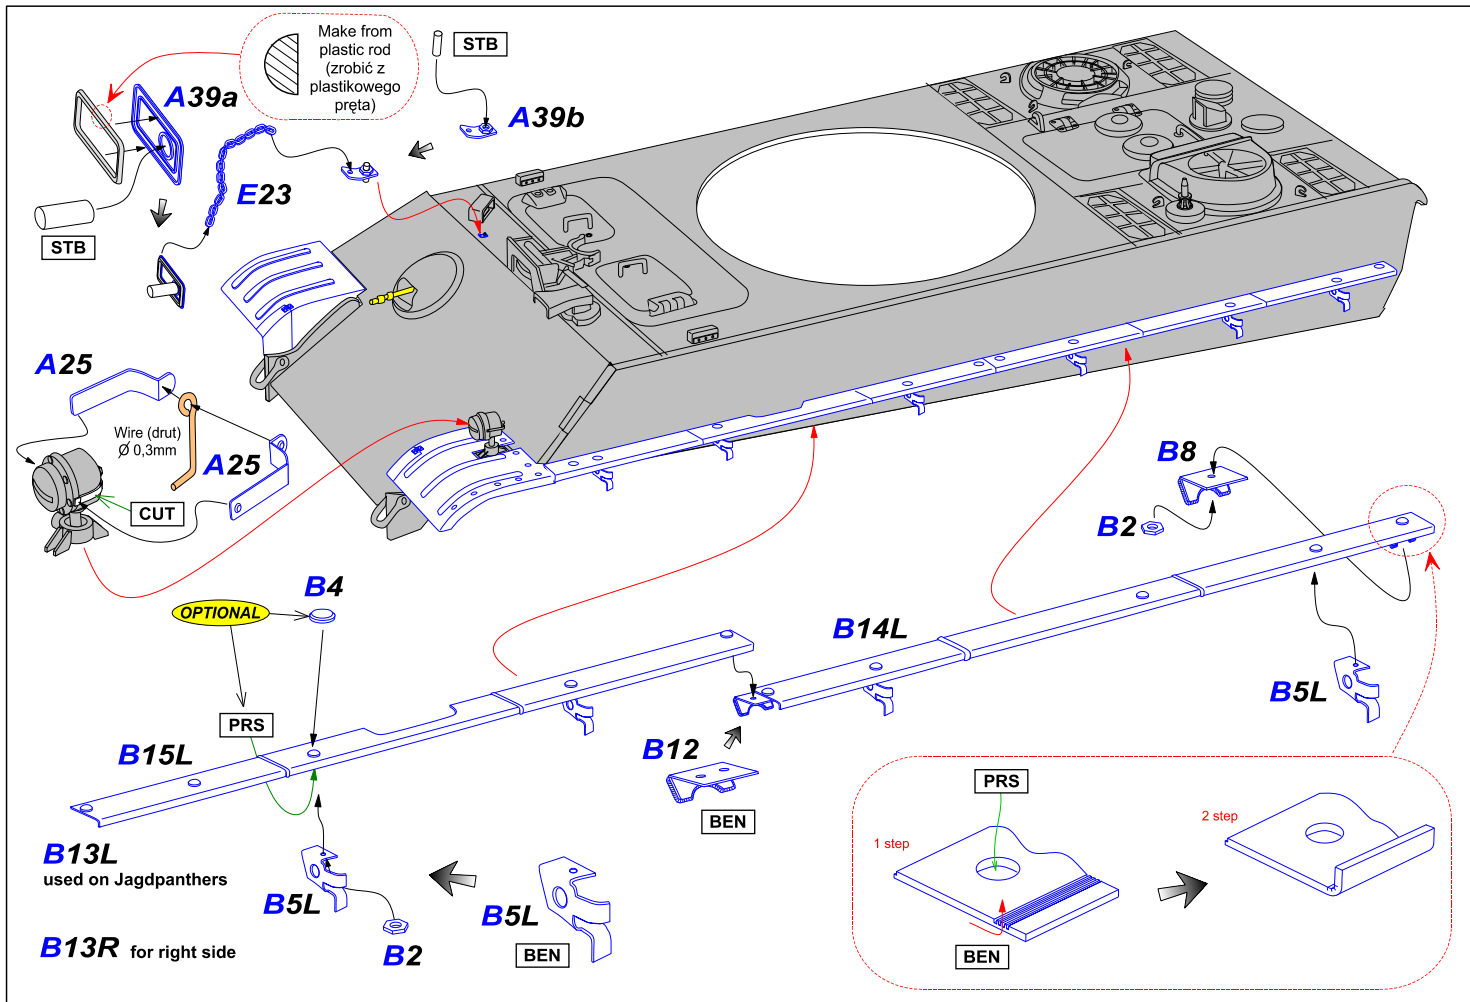 Make from
plastic rod
(zrobić z
plastikowego
pręta)
STB
A39a
A39b
E23
STB
A25
Wire (drut)
Ø 0,3mm
A25
CUT
B8
B2
B4
OPTIONAL
B14L
PRS
B5L
B15L
B12
BEN
PRS
1 step
2 step
B13L
used on Jagdpanthers
B5L
B5L
B2
BEN
BEN
B13R for right side